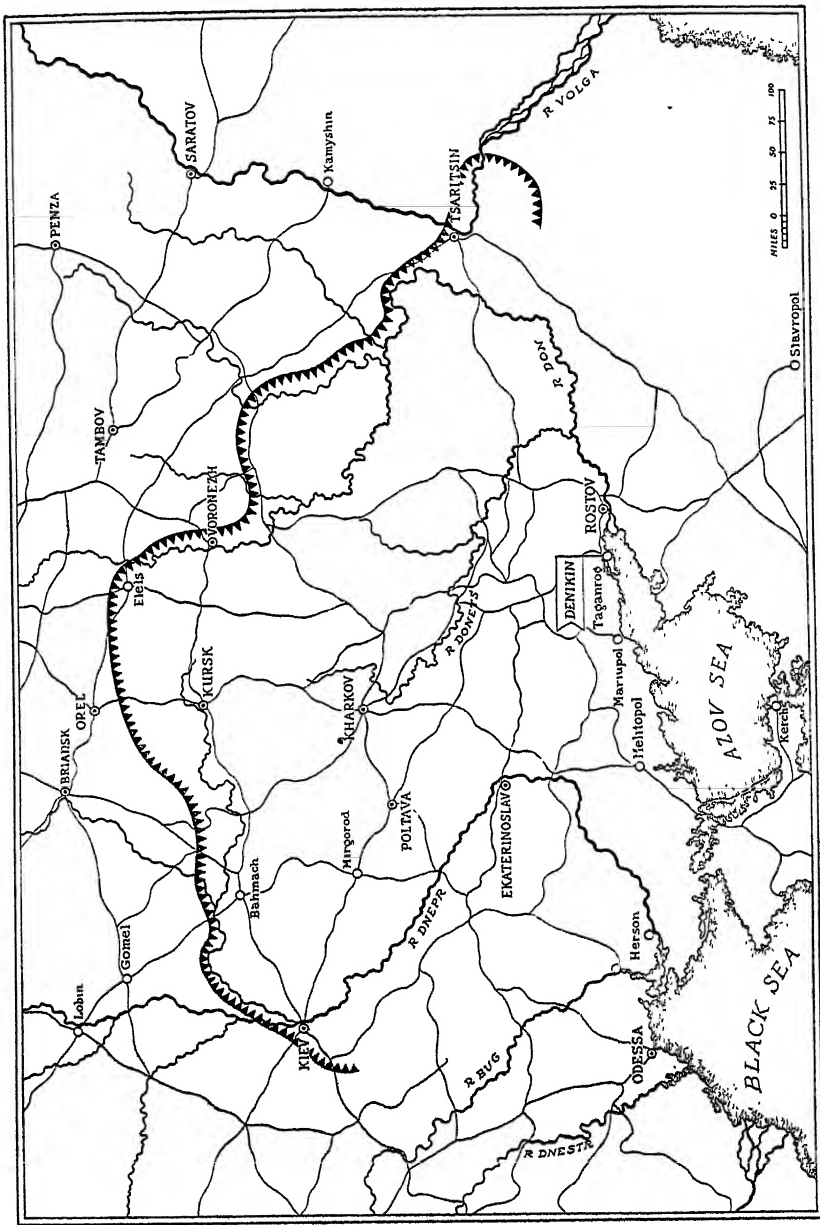 PENZA
BRIANSK
Lobin
OREL
TAMBOV
Gomel
Elets
SARATOV
KURSK
VORONEZH
Bahmach
KIEV
Kamyshin
Mirgorod
KHARKOV
POLTAVA
R DNEPR
TSARITSIN
R DONETS
R BUG
EKATERINOSLAV
R DNESTR
R DON
R VOLGA
DENIKIN
ROSTOV
Taganrog
Mariupol
Herson
ODESSA
Melitopol
AZOV SEA
BLACK SEA
Kerch
Stavropol
MILES 0 25 50 75 100